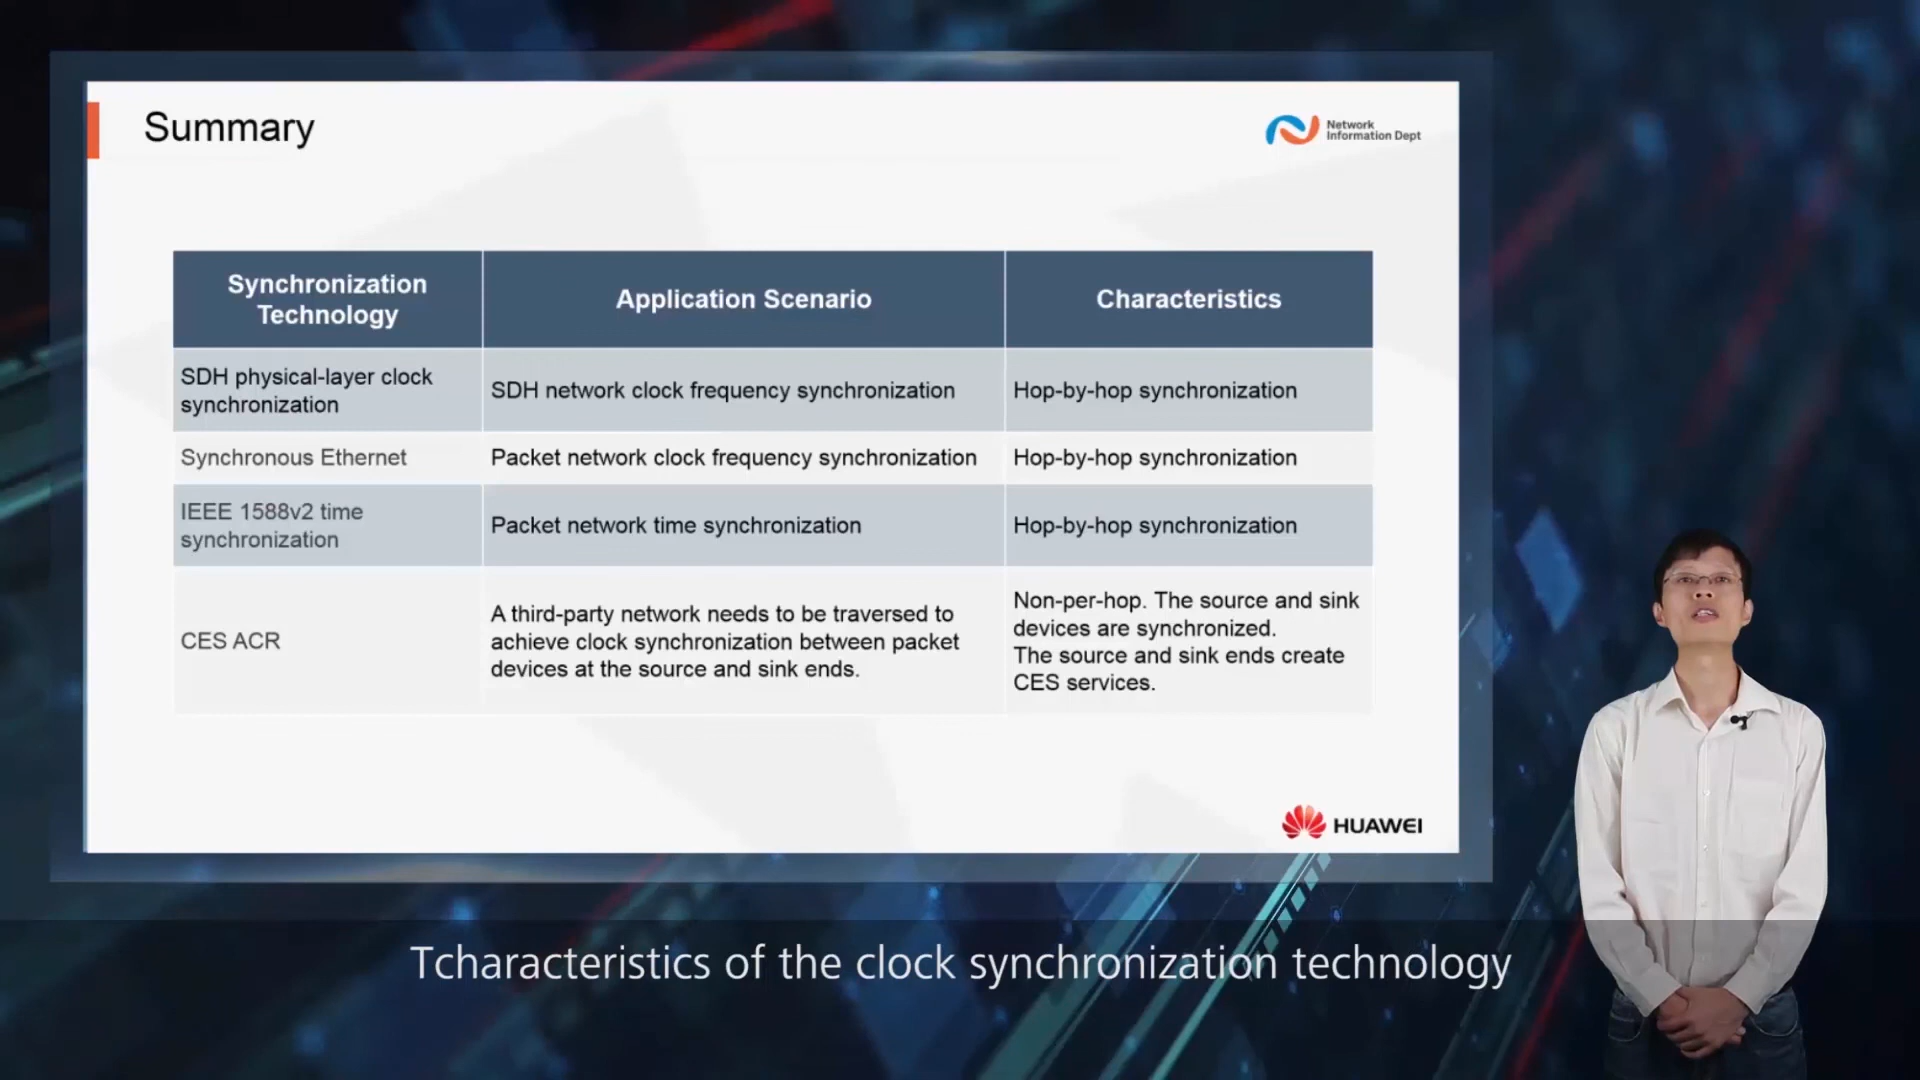 Summary
Network
Information Dept
Synchronization
Technology
Application Scenario
Characteristics
SDH physical-layer clock
synchronization
SDH network clock frequency synchronization
Hop-by-hop synchronization
Synchronous Ethernet
Packet network clock frequency synchronization
Hop-by-hop synchronization
IEEE 1588v2 time
synchronization
Packet network time synchronization
Hop-by-hop synchronization
CES ACR
A third-party network needs to be traversed to
achieve clock synchronization between packet
devices at the source and sink ends.
Non-per-hop. The source and sink
devices are synchronized.
The source and sink ends create
CES services.
HUAWEI
Tcharacteristics of the clock synchronization technology